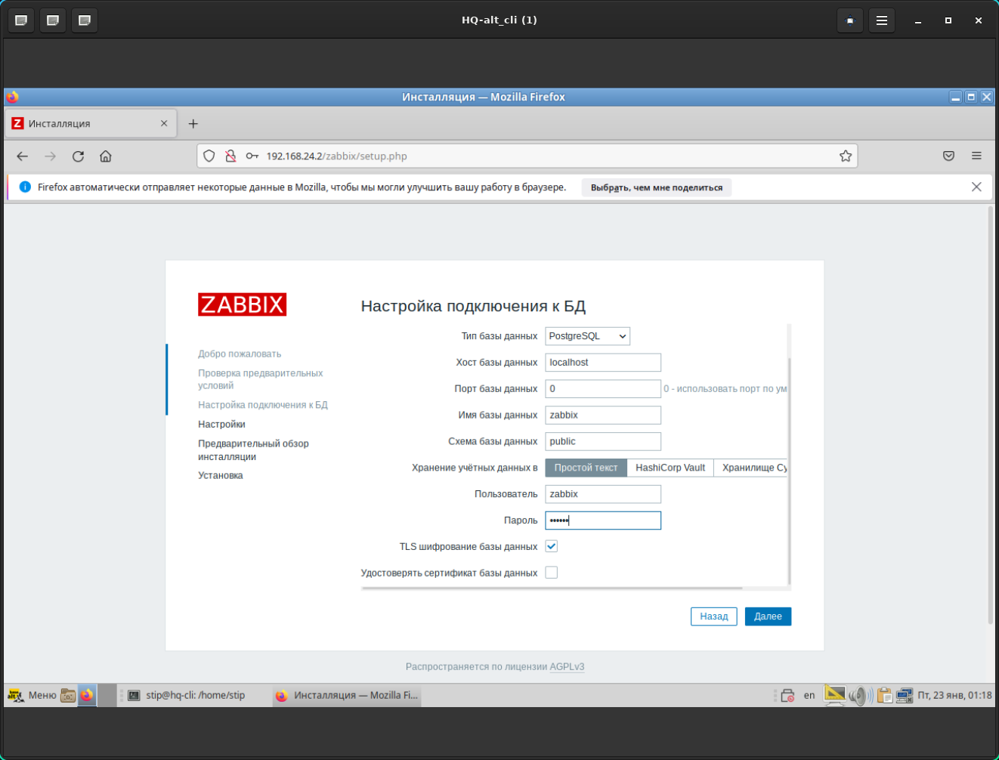 HQ-alt_cli (1)
Инсталляция — Mozilla Firefox
Z Инсталляция
192.168.24.2/zabbix/setup.php
Firefox автоматически отправляет некоторые данные в Mozilla, чтобы мы могли улучшить вашу работу в браузере.
Выбрать, чем мне поделиться
ZABBIX
Добро пожаловать
Проверка предварительных
условий
Настройка подключения к БД
Настройки
Предварительный обзор
инсталляции
Установка
Настройка подключения к БД
Тип базы данных PostgreSQL
Хост базы данных localhost
Порт базы данных 0 0 - использовать порт по ум
Имя базы данных zabbix
Схема базы данных public
Хранение учётных данных в Простой текст HashiCorp Vault Хранилище Су
Пользователь zabbix
Пароль ••••••
TLS шифрование базы данных
Удостоверять сертификат базы данных
Назад Далее
Распространяется по лицензии AGPLv3
Меню stip@hq-cli: /home/stip Инсталляция — Mozilla Fi... en Пт, 23 янв, 01:18